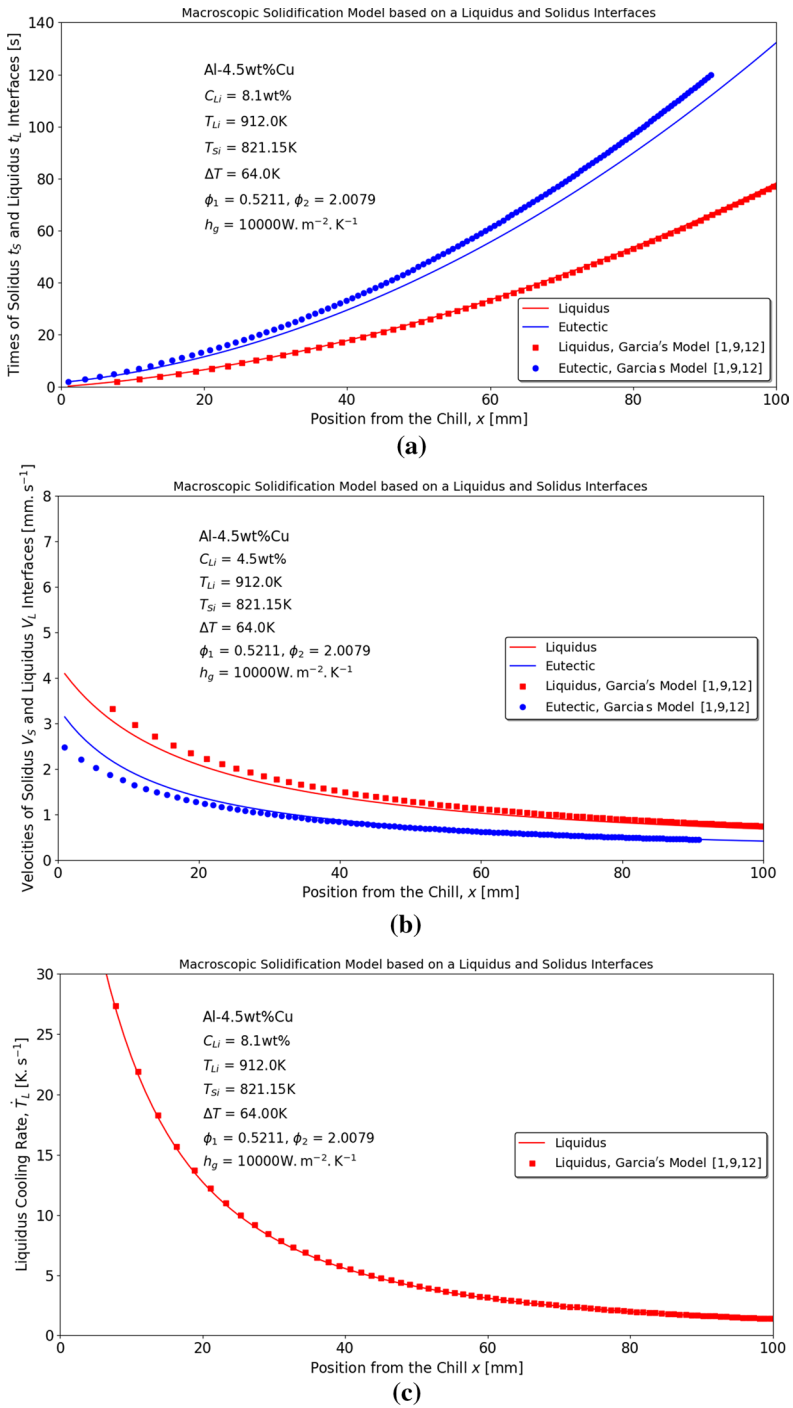 Macroscopic Solidification Model based on a Liquidus and Solidus Interfaces
Times of Solidus t_S and Liquidus t_L Interfaces [s]
140
120
100
80
60
40
20
0
Al-4.5wt%Cu
C_Li = 8.1wt%
T_Li = 912.0K
T_Si = 821.15K
ΔT = 64.0K
ϕ1 = 0.5211, ϕ2 = 2.0079
h_g = 10000W.m⁻².K⁻¹
Liquidus
Eutectic
Liquidus, Garcia's Model [1,9,12]
Eutectic, Garcia s Model [1,9,12]
0 20 40 60 80 100
Position from the Chill, x [mm]
(a)
Macroscopic Solidification Model based on a Liquidus and Solidus Interfaces
Velocities of Solidus V_S and Liquidus V_L Interfaces [mm.s⁻¹]
8
7
6
5
4
3
2
1
0
Al-4.5wt%Cu
C_Li = 4.5wt%
T_Li = 912.0K
T_Si = 821.15K
ΔT = 64.0K
ϕ1 = 0.5211, ϕ2 = 2.0079
h_g = 10000W.m⁻².K⁻¹
Liquidus
Eutectic
Liquidus, Garcia's Model [1,9,12]
Eutectic, Garcia s Model [1,9,12]
0 20 40 60 80 100
Position from the Chill, x [mm]
(b)
Macroscopic Solidification Model based on a Liquidus and Solidus Interfaces
Liquidus Cooling Rate, Ṫ_L [K.s⁻¹]
30
25
20
15
10
5
0
Al-4.5wt%Cu
C_Li = 8.1wt%
T_Li = 912.0K
T_Si = 821.15K
ΔT = 64.00K
ϕ1 = 0.5211, ϕ2 = 2.0079
h_g = 10000W.m⁻².K⁻¹
Liquidus
Liquidus, Garcia's Model [1,9,12]
0 20 40 60 80 100
Position from the Chill x [mm]
(c)